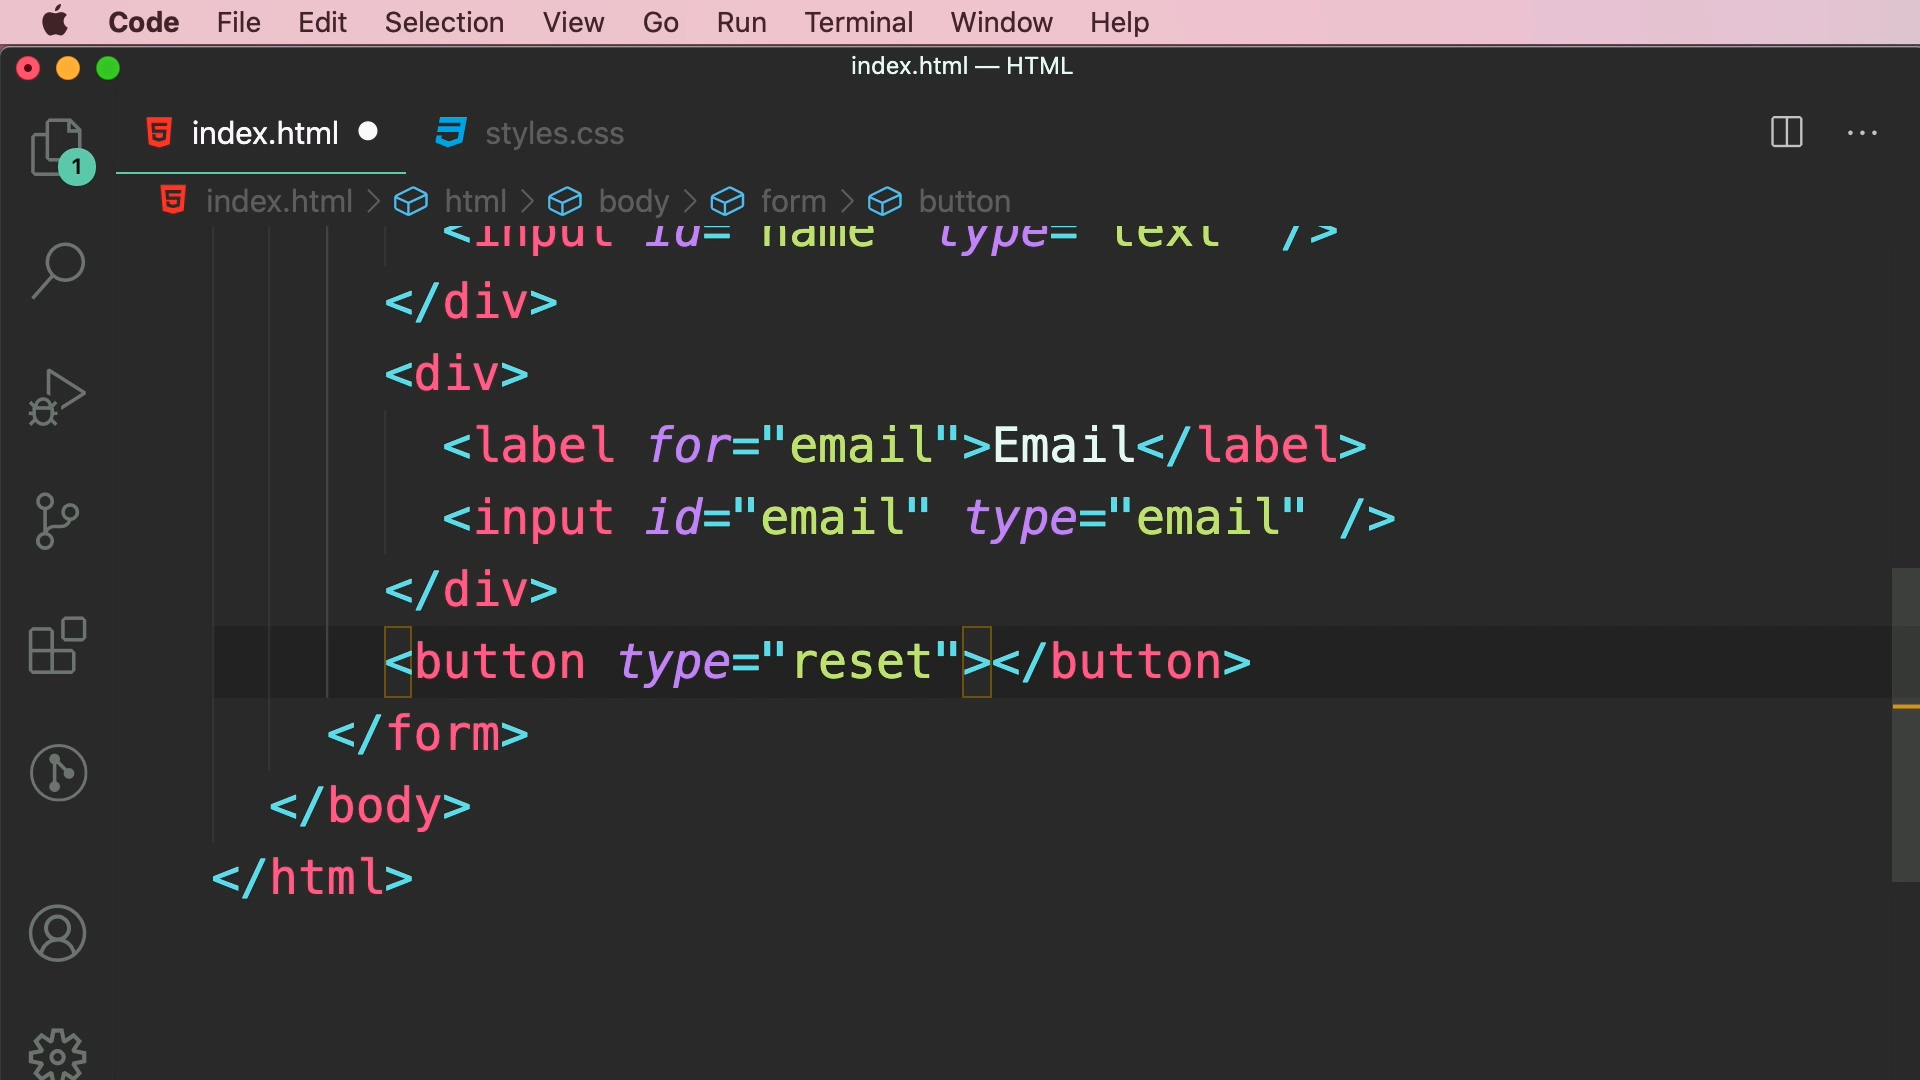 Code File Edit Selection View Go Run Terminal Window Help
index.html — HTML
index.html styles.css
1
index.html > html > body > form > button
<input id="name" type="text" />
</div>
<div>
<label for="email">Email</label>
<input id="email" type="email" />
</div>
<button type="reset"></button>
</form>
</body>
</html>